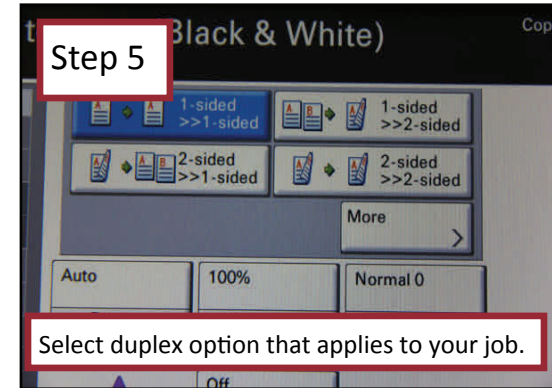 Black & White)
Cop
Step 5
1-sided
>>1-sided
1-sided
>>2-sided
2-sided
>>1-sided
2-sided
>>2-sided
More
Auto
100%
Normal 0
Select duplex option that applies to your job.
Off